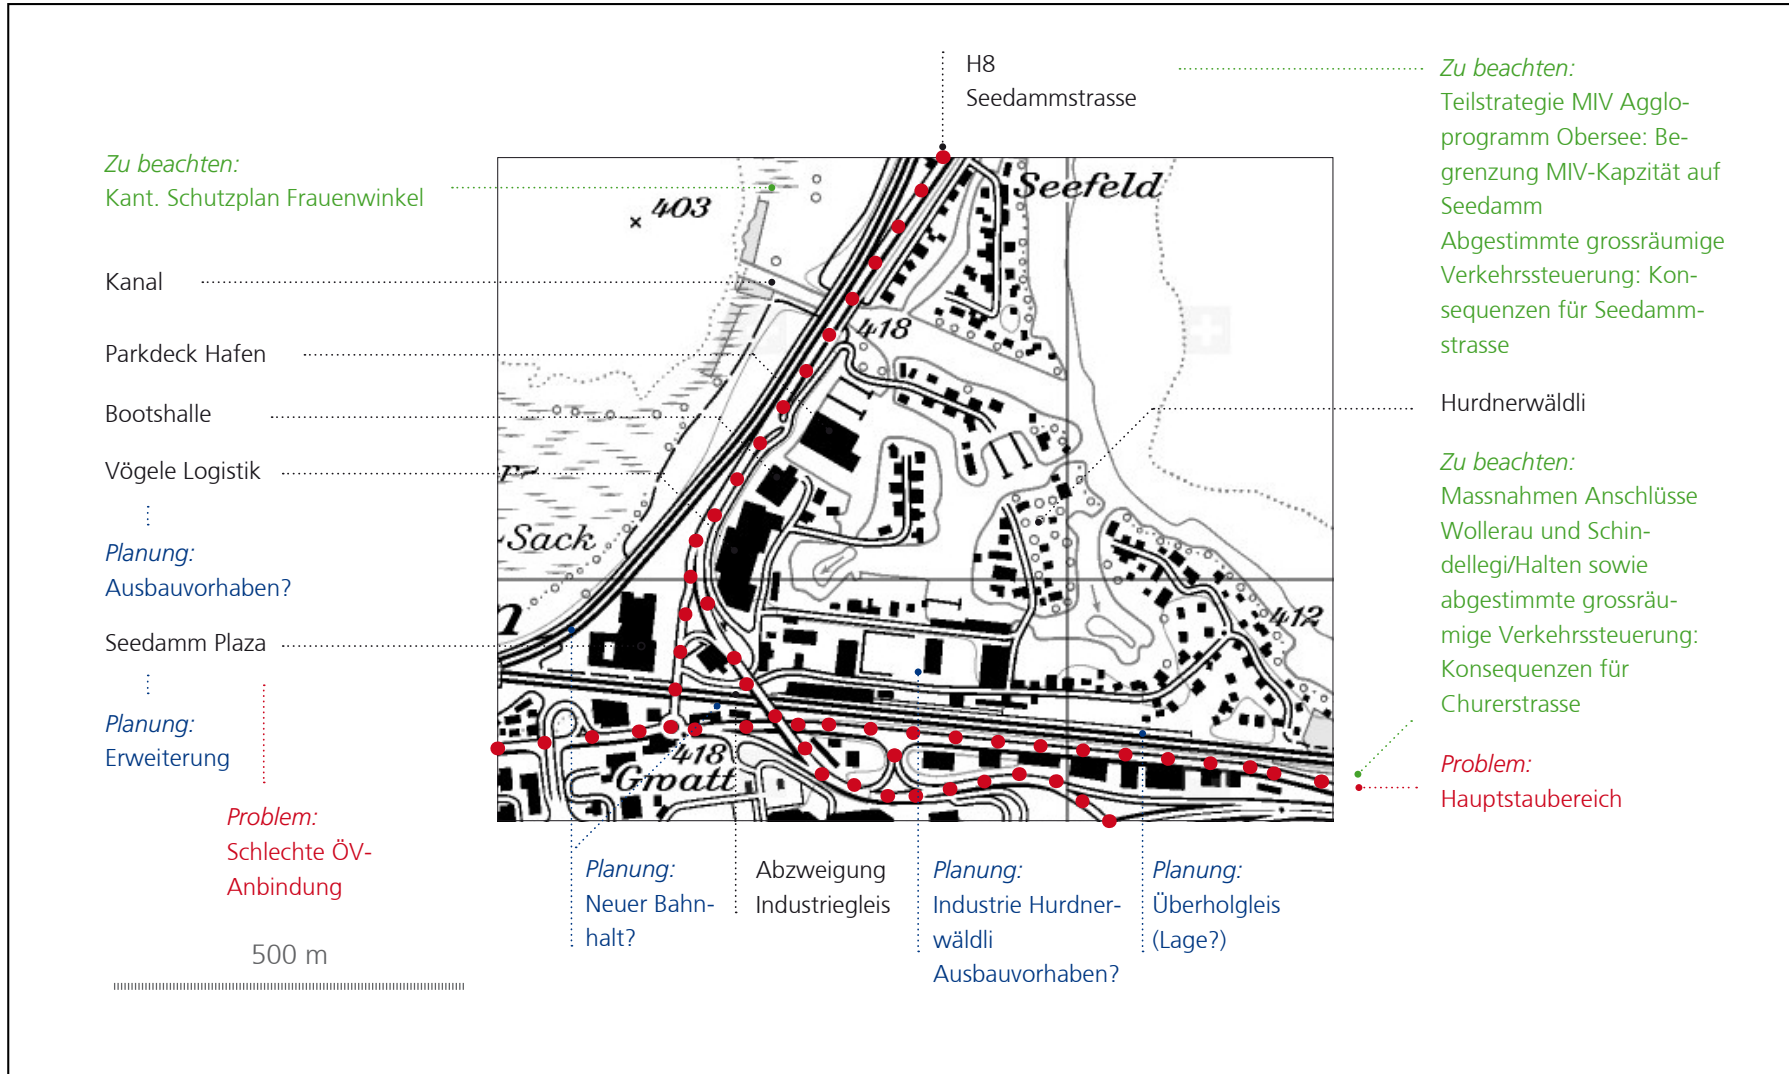 H8
Seedammstrasse
Zu beachten:
Teilstrategie MIV Agglo-
programm Obersee: Be-
grenzung MIV-Kapzität auf
Seedamm
Abgestimmte grossräumige
Verkehrssteuerung: Kon-
sequenzen für Seedamm-
strasse
Hurdnerwäldli
Zu beachten:
Massnahmen Anschlüsse
Wollerau und Schin-
dellegi/Halten sowie
abgestimmte grossräu-
mige Verkehrssteuerung:
Konsequenzen für
Churerstrasse
Problem:
Hauptstaubereich
Zu beachten:
Kant. Schutzplan Frauenwinkel
Kanal
Parkdeck Hafen
Bootshalle
Vögele Logistik
Planung:
Ausbauvorhaben?
Seedamm Plaza
Planung:
Erweiterung
Problem:
Schlechte ÖV-
Anbindung
500 m
Seefeld
403
418
Sack
412
418
Gwatt
Planung:
Neuer Bahn-
halt?
Abzweigung
Industriegleis
Planung:
Industrie Hurdner-
wäldli
Ausbauvorhaben?
Planung:
Überholgleis
(Lage?)